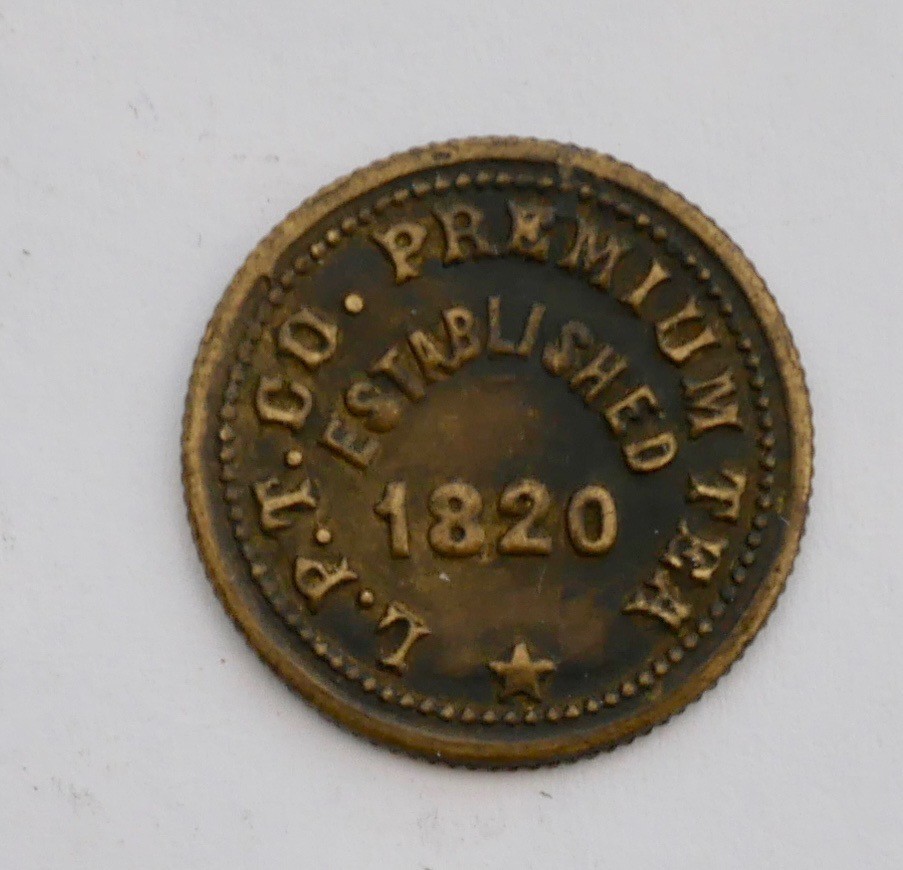 L.P.T.CO. PREMIUM TEA
ESTABLISHED
1820